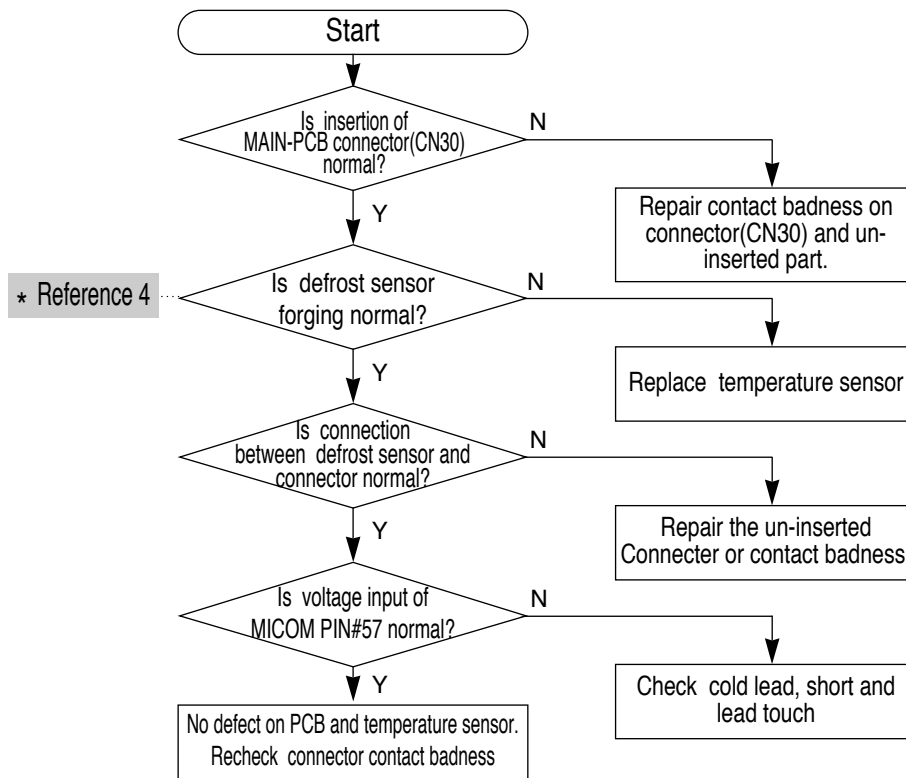 Start
Is insertion of
MAIN-PCB connector(CN30)
normal?
N
Y
Repair contact badness on
connector(CN30) and un-
inserted part.
* Reference 4
Is defrost sensor
forging normal?
N
Y
Replace temperature sensor
Is connection
between defrost sensor and
connector normal?
N
Y
Repair the un-inserted
Connecter or contact badness
Is voltage input of
MICOM PIN#57 normal?
N
Y
Check cold lead, short and
lead touch
No defect on PCB and temperature sensor.
Recheck connector contact badness